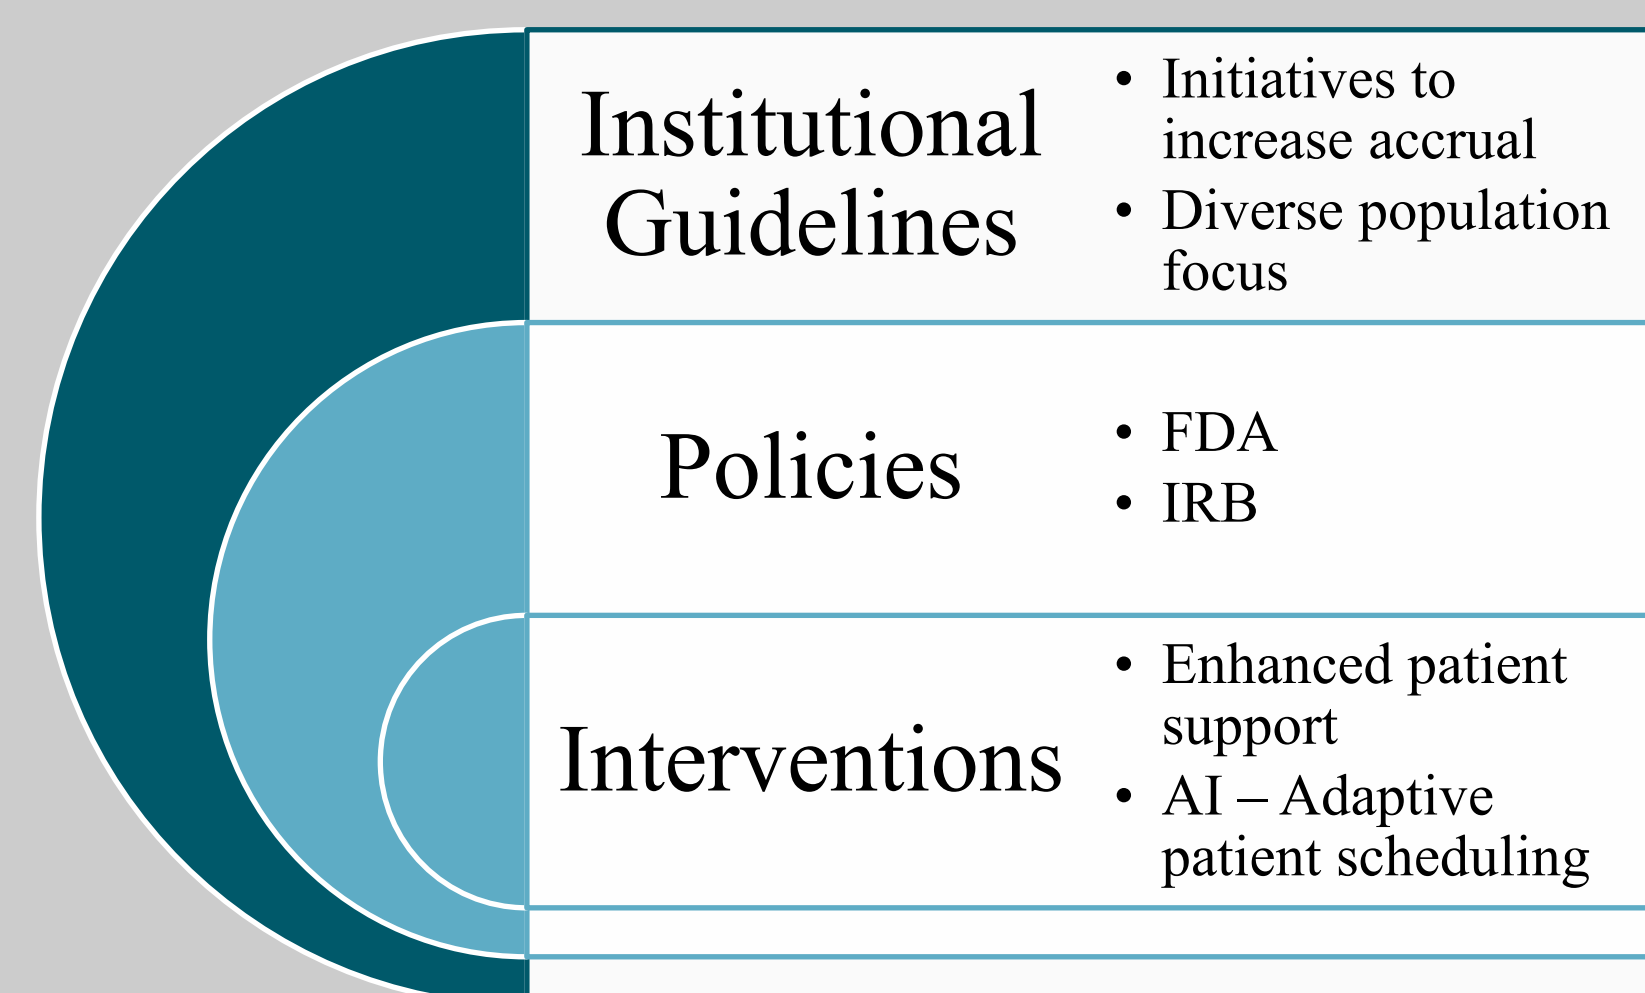 Institutional
Guidelines
• Initiatives to
increase accrual
• Diverse population
focus
Policies
• FDA
• IRB
Interventions
• Enhanced patient
support
• AI – Adaptive
patient scheduling